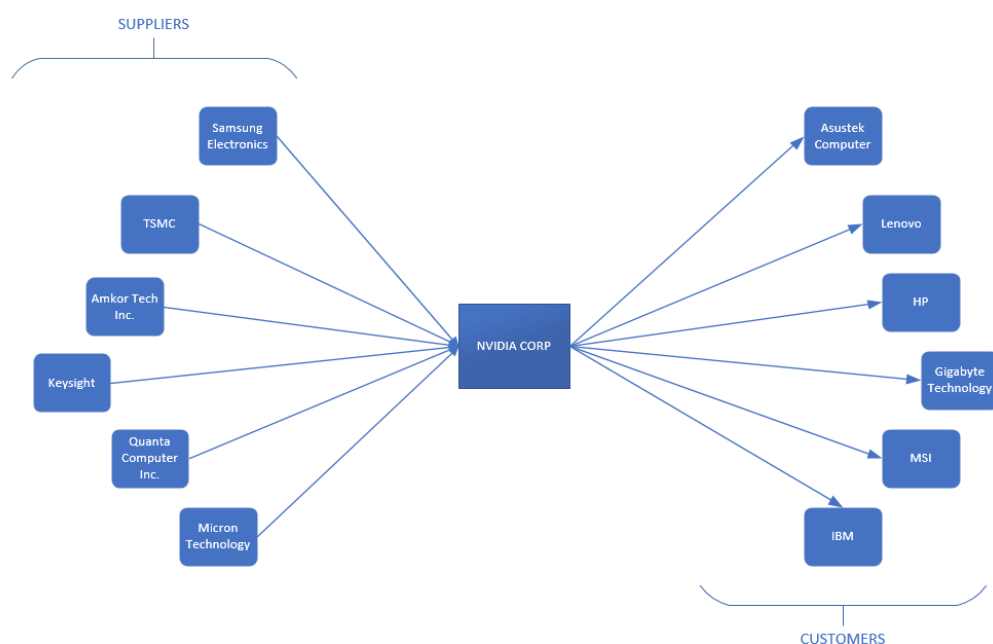 SUPPLIERS
Samsung
Electronics
TSMC
Amkor Tech
Inc.
Keysight
Quanta
Computer
Inc.
Micron
Technology
NVIDIA CORP
Asustek
Computer
Lenovo
HP
Gigabyte
Technology
MSI
IBM
CUSTOMERS